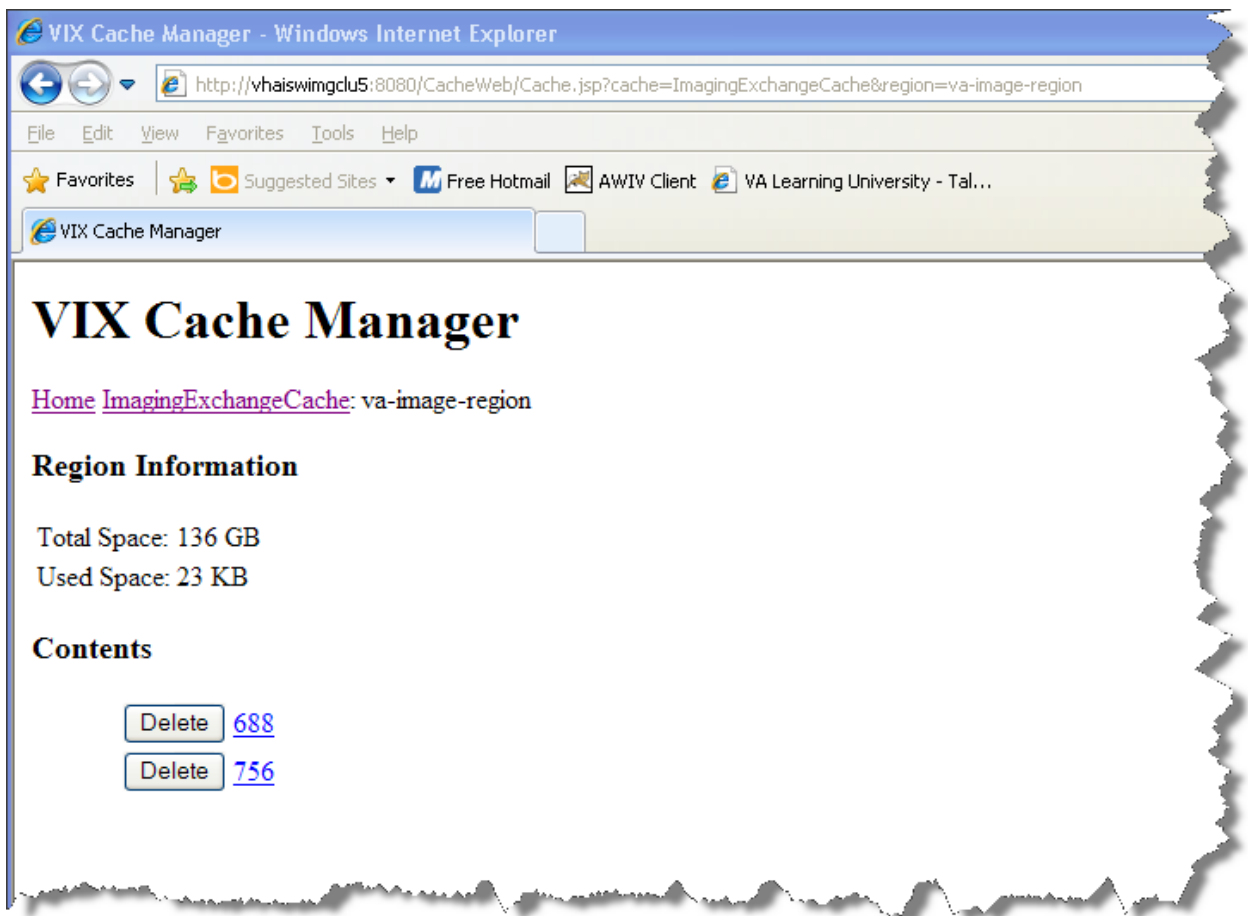 VIX Cache Manager - Windows Internet Explorer
http://vhaiswimgclu5:8080/CacheWeb/Cache.jsp?cache=ImagingExchangeCache&region=va-image-region
File Edit View Favorites Tools Help
Favorites Suggested Sites Free Hotmail AWIV Client VA Learning University - Tal...
VIX Cache Manager
VIX Cache Manager
Home ImagingExchangeCache: va-image-region
Region Information
Total Space: 136 GB
Used Space: 23 KB
Contents
Delete 688
Delete 756